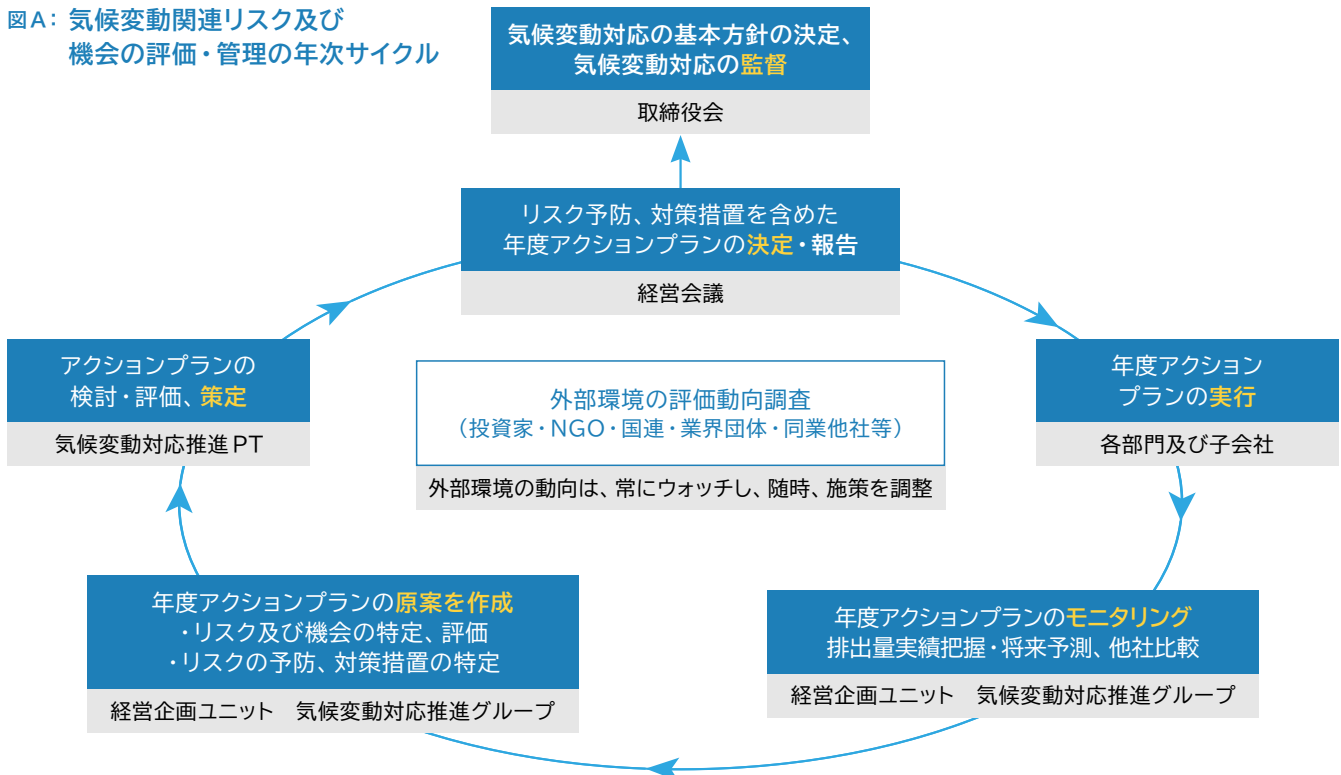 図A: 気候変動関連リスク及び
機会の評価・管理の年次サイクル
気候変動対応の基本方針の決定、
気候変動対応の監督
取締役会
リスク予防、対策措置を含めた
年度アクションプランの決定・報告
経営会議
アクションプランの
検討・評価、策定
気候変動対応推進PT
外部環境の評価動向調査
（投資家・NGO・国連・業界団体・同業他社等）
外部環境の動向は、常にウォッチし、随時、施策を調整
年度アクション
プランの実行
各部門及び子会社
年度アクションプランの原案を作成
・リスク及び機会の特定、評価
・リスクの予防、対策措置の特定
経営企画ユニット　気候変動対応推進グループ
年度アクションプランのモニタリング
排出量実績把握・将来予測、他社比較
経営企画ユニット　気候変動対応推進グループ